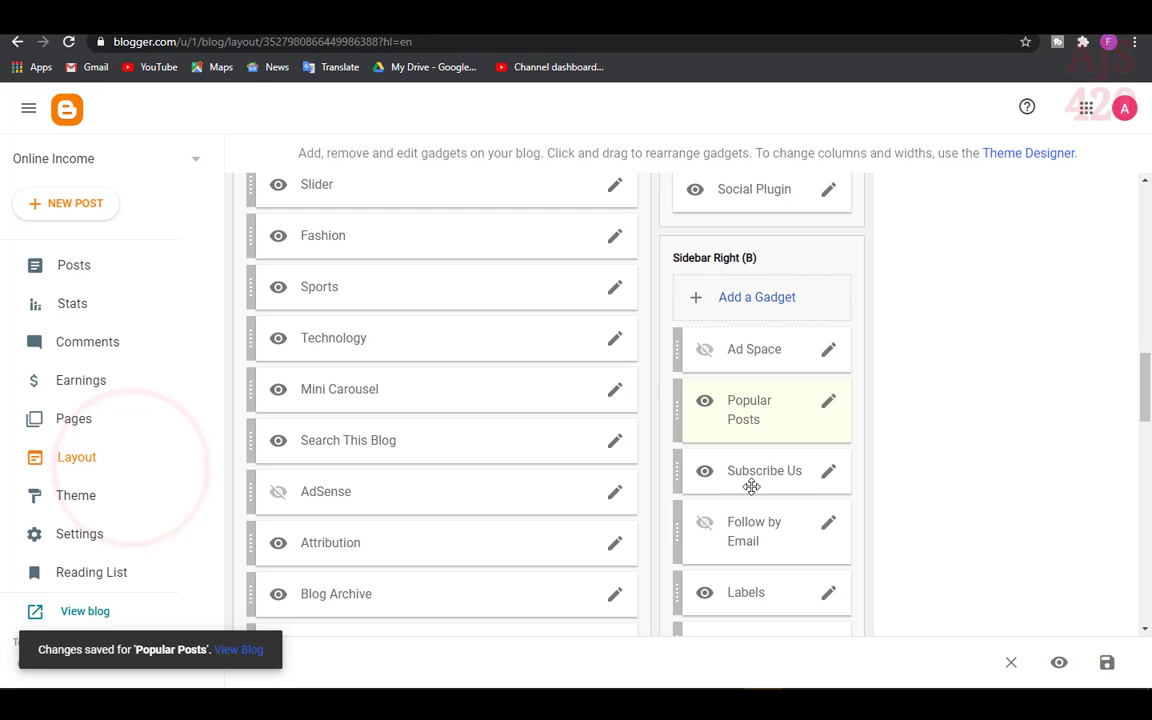 blogger.com/u/1/blog/layout/3527980866449986388?hl=en
Apps
Gmail
YouTube
Maps
News
Translate
My Drive - Google...
Channel dashboard...
F
Ajs
420
A
Online Income
Add, remove and edit gadgets on your blog. Click and drag to rearrange gadgets. To change columns and widths, use the Theme Designer.
NEW POST
Posts
Stats
Comments
Earnings
Pages
Layout
Theme
Settings
Reading List
View blog
Slider
Fashion
Sports
Technology
Mini Carousel
Search This Blog
AdSense
Attribution
Blog Archive
Social Plugin
Sidebar Right (B)
Add a Gadget
Ad Space
Popular
Posts
Subscribe Us
Follow by
Email
Labels
Changes saved for 'Popular Posts'. View Blog